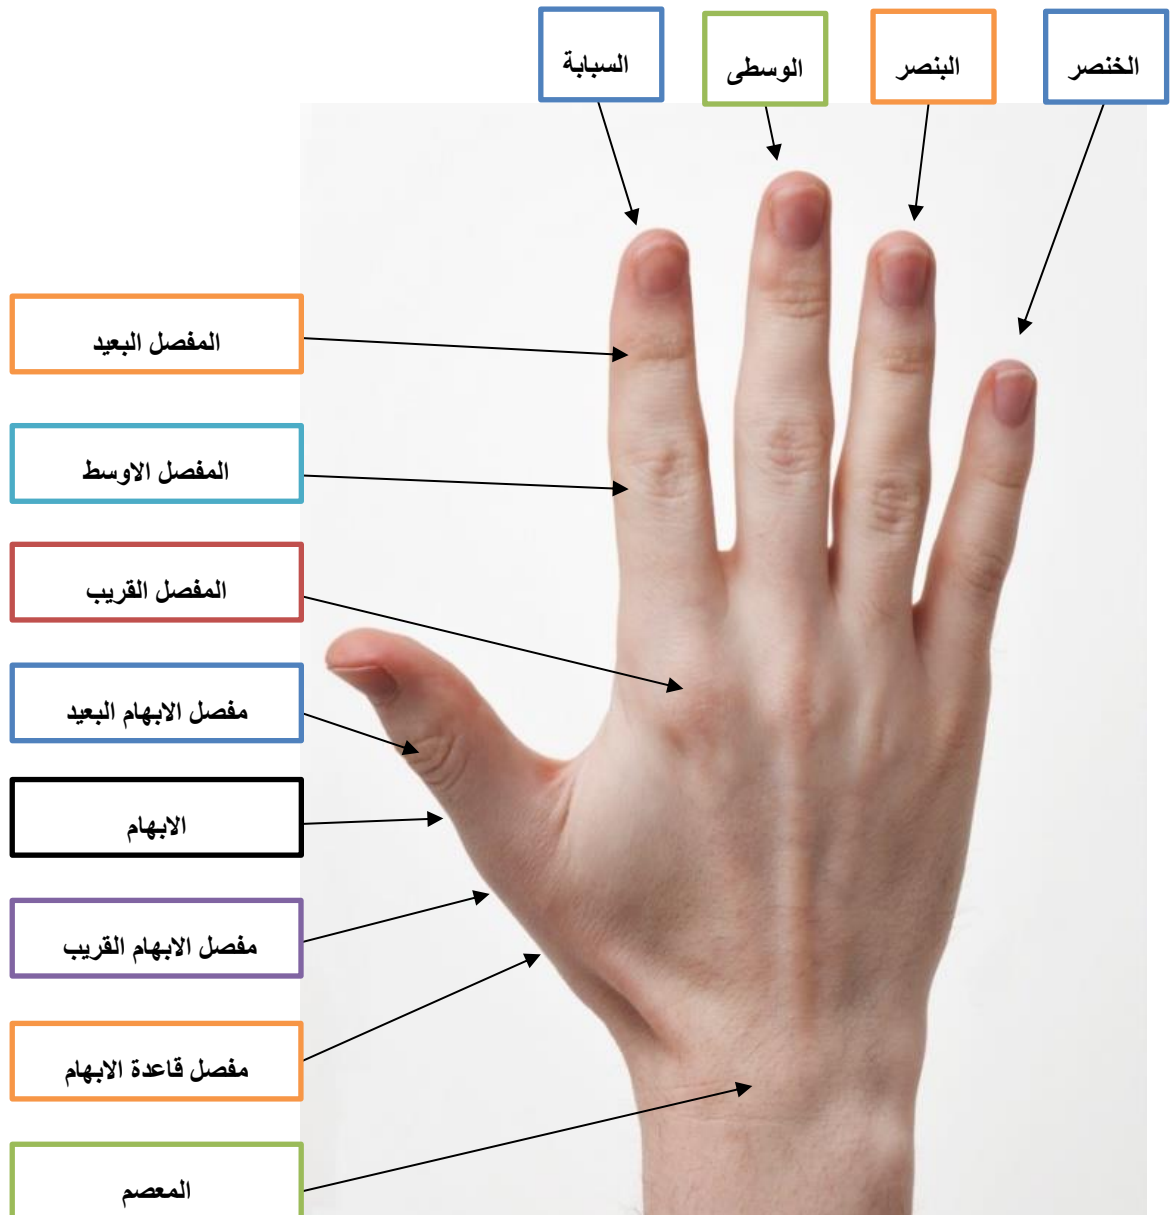 الخنصر
البنصر
الوسطى
السبابة
المفصل البعيد
المفصل الاوسط
المفصل القريب
مفصل الابهام البعيد
الابهام
مفصل الابهام القريب
مفصل قاعدة الابهام
المعصم